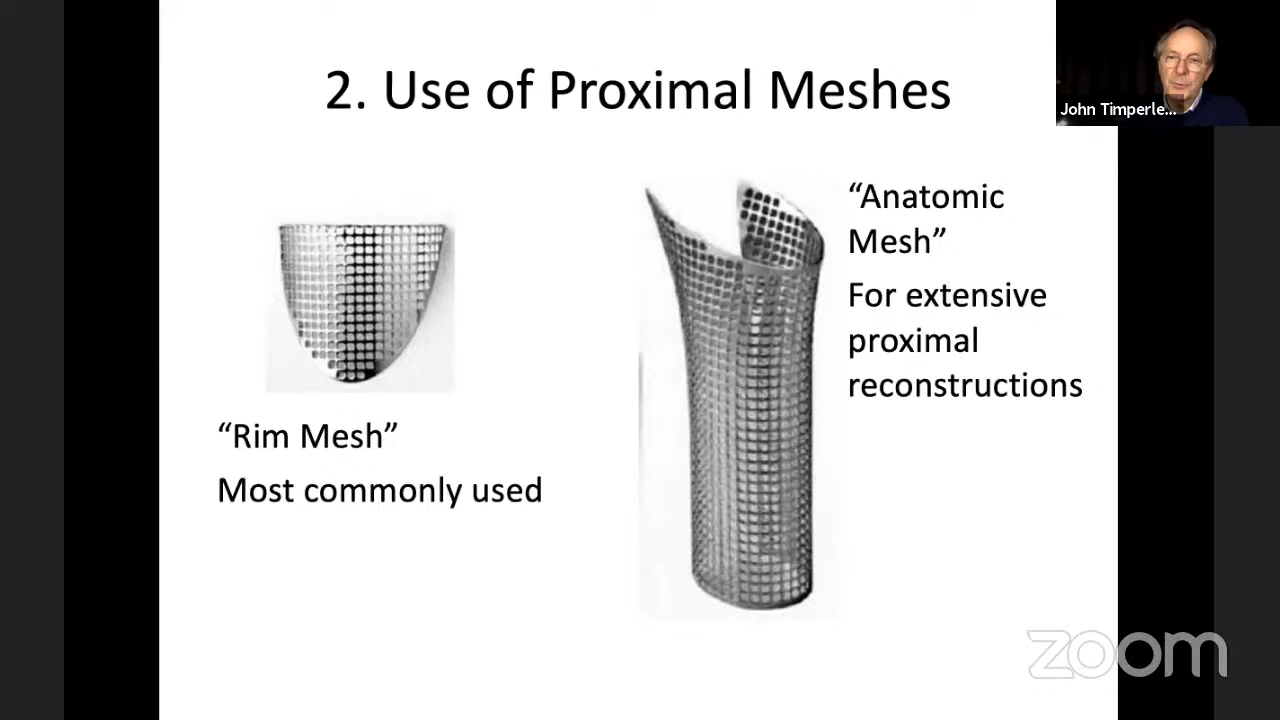 2. Use of Proximal Meshes
John Timperle...
“Anatomic
Mesh”
For extensive
proximal
reconstructions
“Rim Mesh”
Most commonly used
zoom